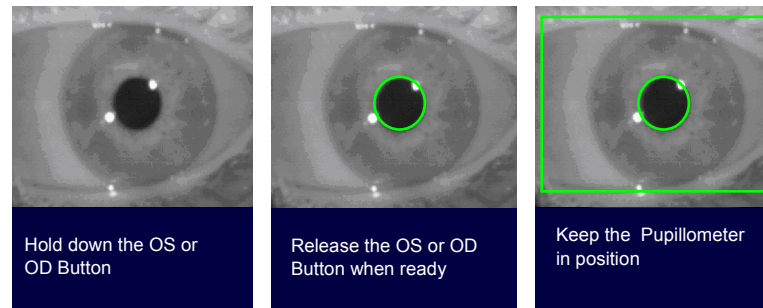 Hold down the OS or
OD Button
Release the OS or OD
Button when ready
Keep the Pupillometer
in position